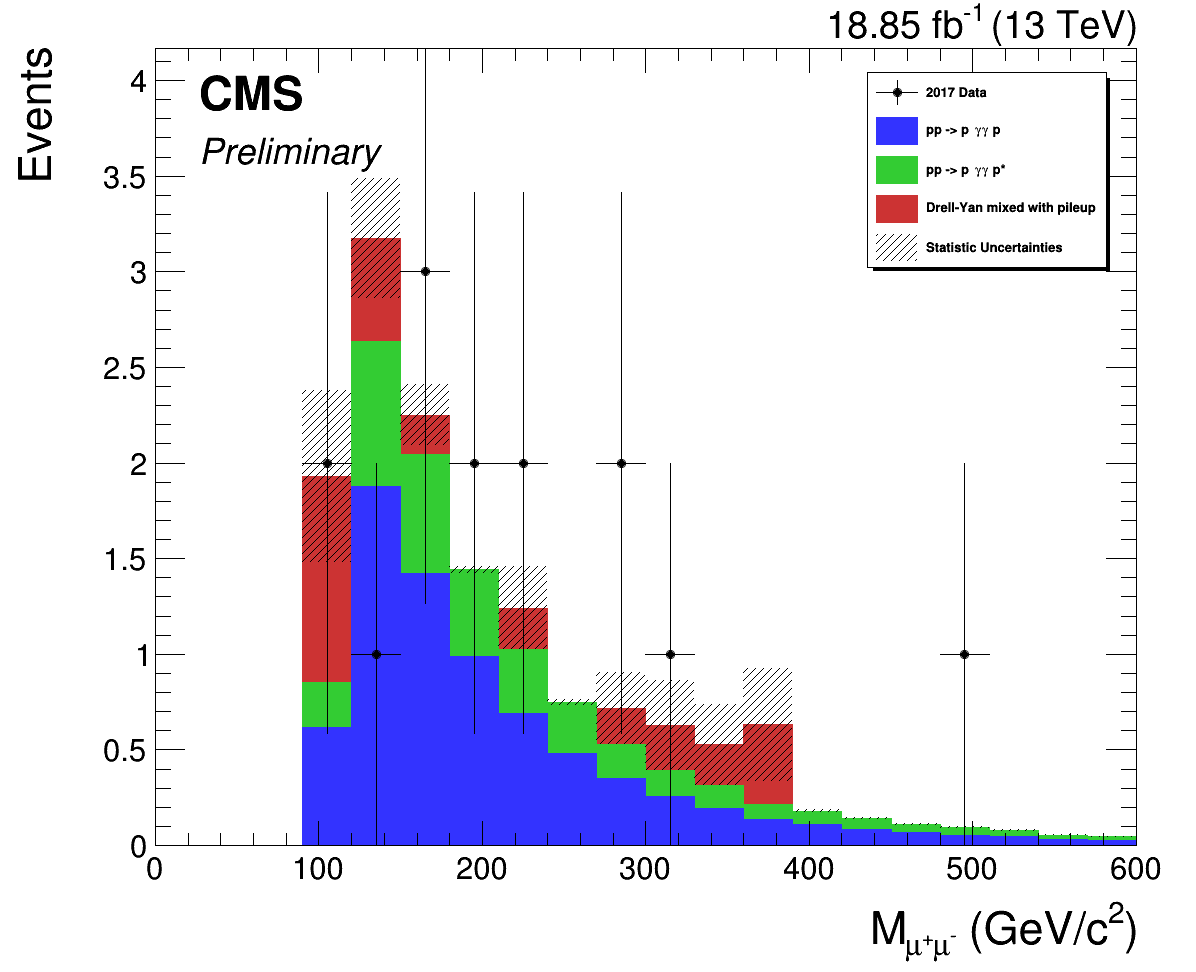 18.85 fb⁻¹ (13 TeV)
Events
CMS
Preliminary
2017 Data
pp -> p γγ p
pp -> p γγ p*
Drell-Yan mixed with pileup
Statistic Uncertainties
4
3.5
3
2.5
2
1.5
1
0.5
0
0 100 200 300 400 500 600
M_μ⁺μ⁻ (GeV/c²)